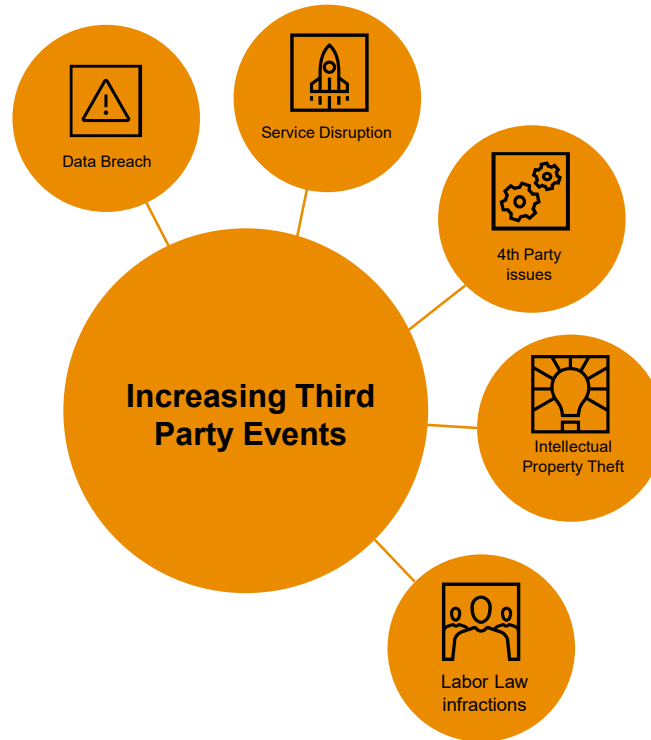 Data Breach
Service Disruption
4th Party
issues
Increasing Third
Party Events
Intellectual
Property Theft
Labor Law
infractions